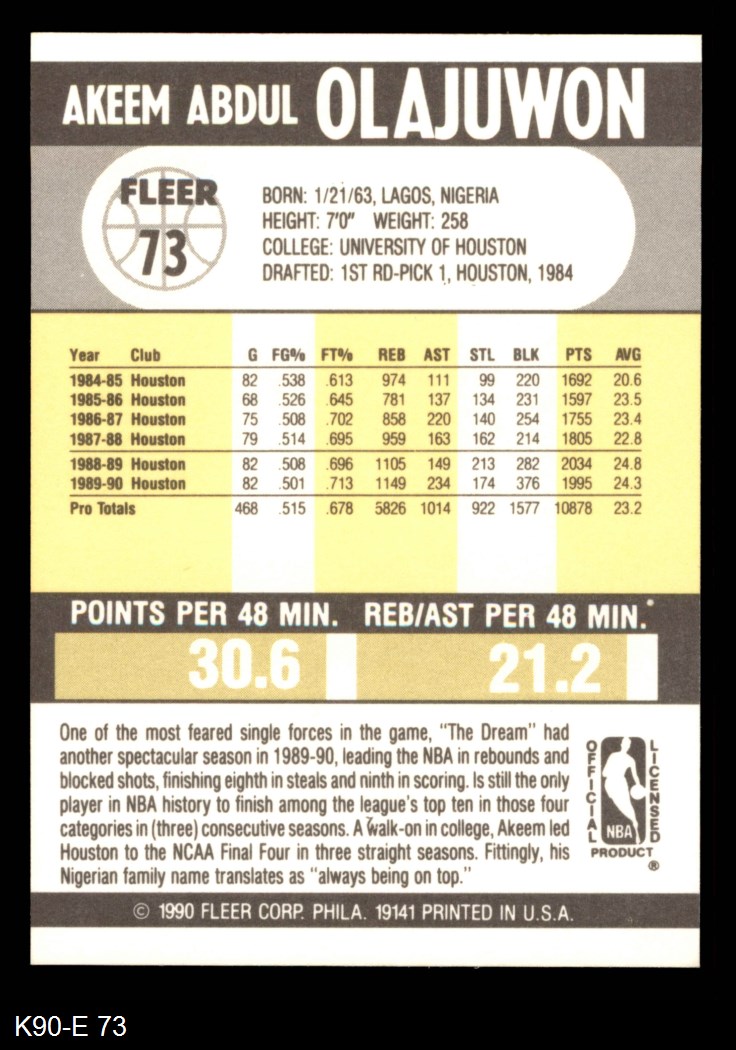 AKEEM ABDUL OLAJUWON
FLEER
73
BORN: 1/21/63, LAGOS, NIGERIA
HEIGHT: 7'0" WEIGHT: 258
COLLEGE: UNIVERSITY OF HOUSTON
DRAFTED: 1ST RD-PICK 1, HOUSTON, 1984
Year Club G FG% FT% REB AST STL BLK PTS AVG
1984-85 Houston 82 .538 .613 974 111 99 220 1692 20.6
1985-86 Houston 68 .526 .645 781 137 134 231 1597 23.5
1986-87 Houston 75 .508 .702 858 220 140 254 1755 23.4
1987-88 Houston 79 .514 .695 959 163 162 214 1805 22.8
1988-89 Houston 82 .508 .696 1105 149 213 282 2034 24.8
1989-90 Houston 82 .501 .713 1149 234 174 376 1995 24.3
Pro Totals 468 .515 .678 5826 1014 922 1577 10878 23.2
POINTS PER 48 MIN. REB/AST PER 48 MIN.
30.6 21.2
One of the most feared single forces in the game, "The Dream" had
another spectacular season in 1989-90, leading the NBA in rebounds and
blocked shots, finishing eighth in steals and ninth in scoring. Is still the only
player in NBA history to finish among the league's top ten in those four
categories in (three) consecutive seasons. A walk-on in college, Akeem led
Houston to the NCAA Final Four in three straight seasons. Fittingly, his
Nigerian family name translates as "always being on top."
OFFICIAL
NBA
LICENSED
PRODUCT
®
© 1990 FLEER CORP. PHILA. 19141 PRINTED IN U.S.A.
K90-E 73